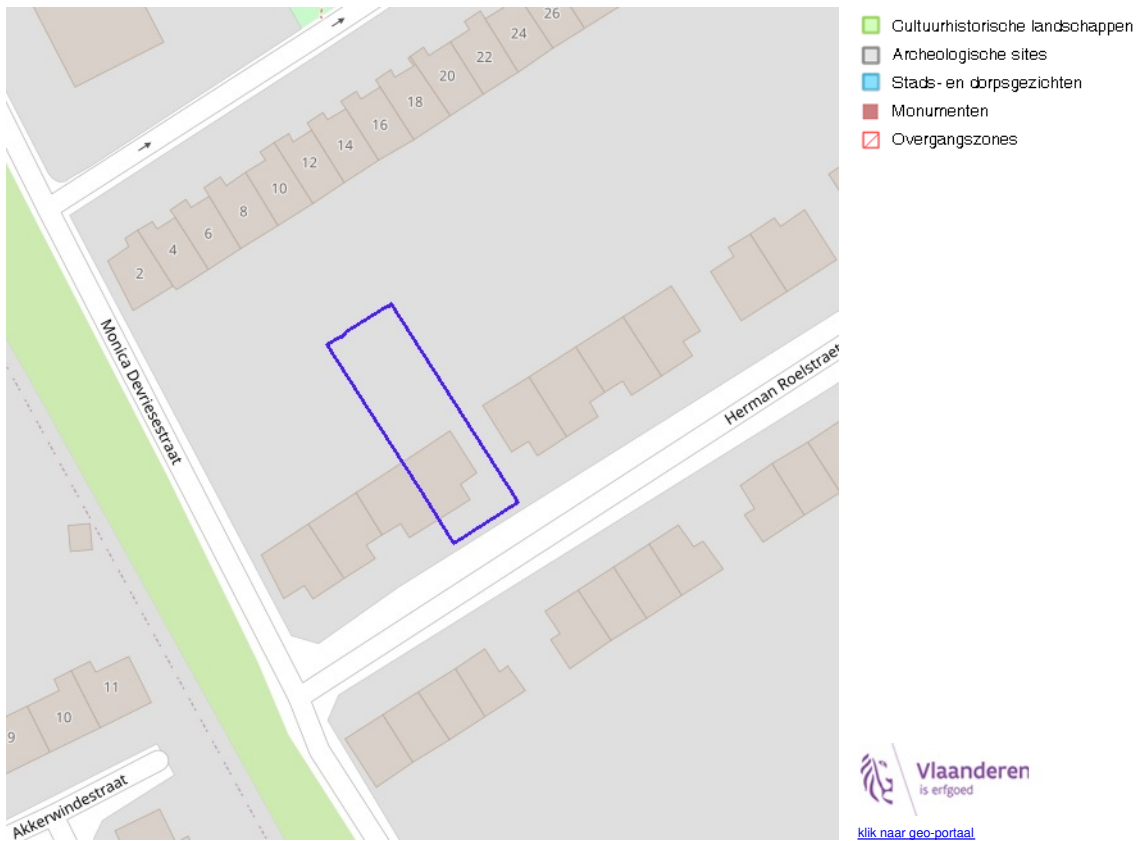 26
24
22
20
18
16
14
12
10
8
6
4
2
Monica Devriesestraat
Herman Roelstraet
11
10
9
Akkerwindestraat
Cultuurhistorische landschappen
Archeologische sites
Stads- en dorpsgezichten
Monumenten
Overgangszones
Vlaanderen
is erfgoed
klik naar geo-portaal